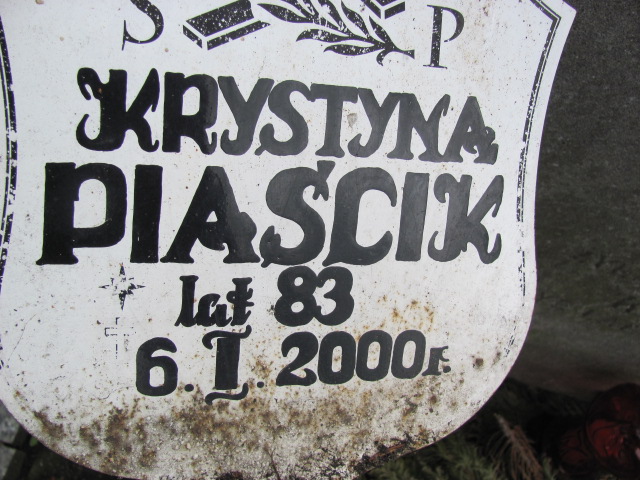 S P
KRYSTYNA
PIAŚCIK
lat 83
6.I.2000r.